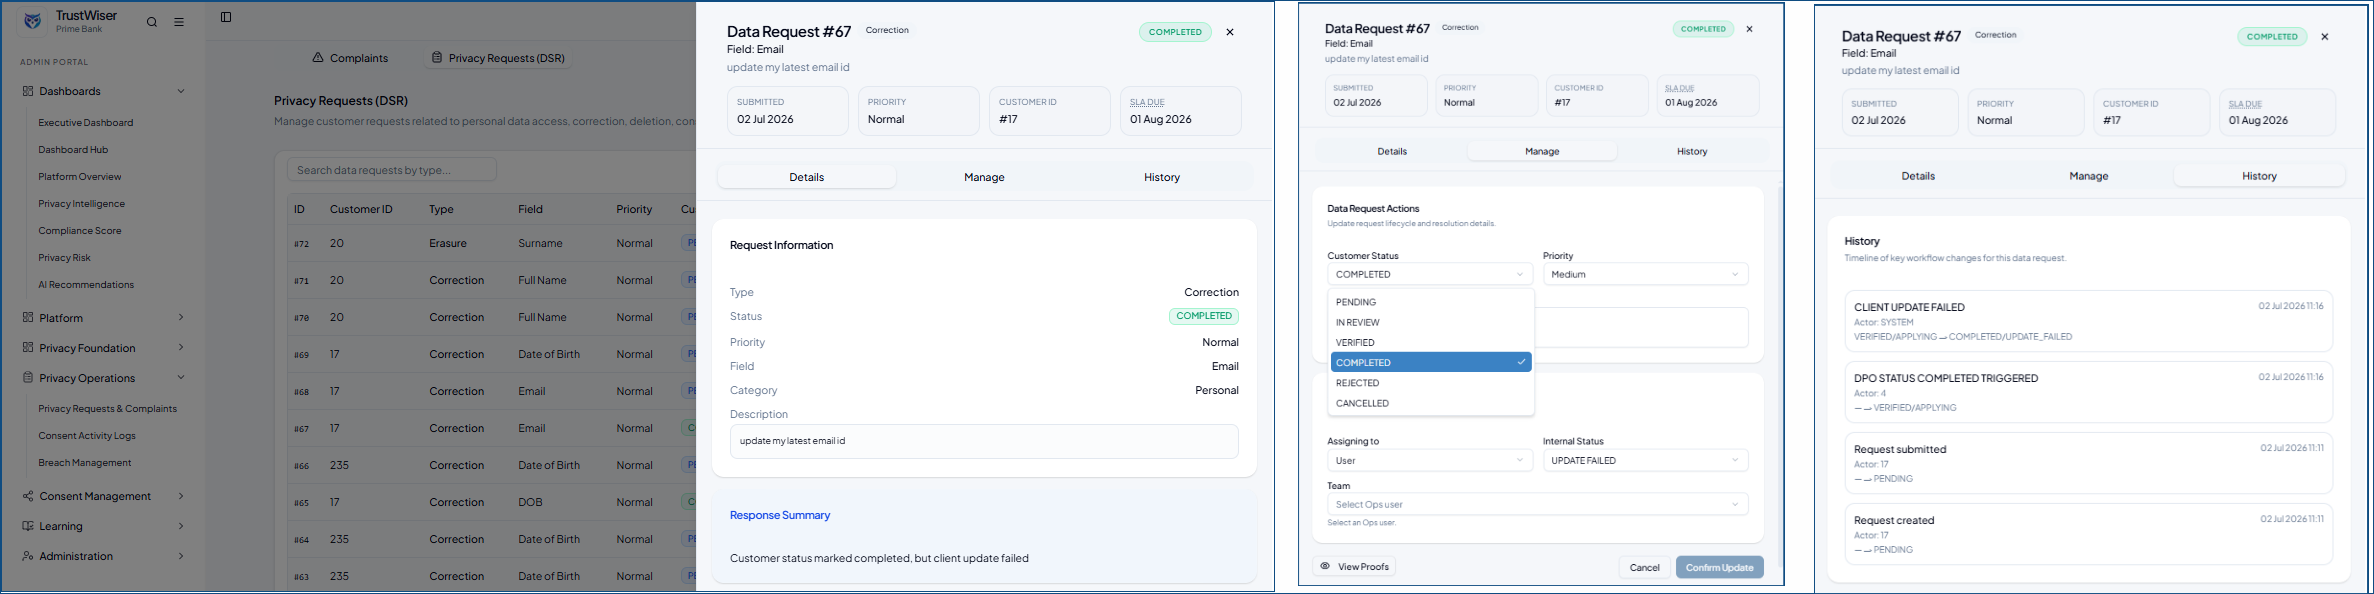 TrustWiser
Prime Bank
ADMIN PORTAL
Dashboards
Executive Dashboard
Dashboard Hub
Platform Overview
Privacy Intelligence
Compliance Score
Privacy Risk
AI Recommendations
Platform
Privacy Foundation
Privacy Operations
Privacy Requests & Complaints
Consent Activity Logs
Breach Management
Consent Management
Learning
Administration
Complaints
Privacy Requests (DSR)
Privacy Requests (DSR)
Manage customer requests related to personal data access, correction, deletion, con
Search data requests by type...
ID Customer ID Type Field Priority Cu
#72 20 Erasure Surname Normal PE
#71 20 Correction Full Name Normal PE
#70 20 Correction Full Name Normal PE
#69 17 Correction Date of Birth Normal PE
#68 17 Correction Email Normal PE
#67 17 Correction Email Normal C
#66 235 Correction Date of Birth Normal PE
#65 17 Correction DOB Normal C
#64 235 Correction Date of Birth Normal PE
#63 235 Correction Date of Birth Normal PE
Data Request #67 Correction COMPLETED
Field: Email
update my latest email id
SUBMITTED PRIORITY CUSTOMER ID SLA DUE
02 Jul 2026 Normal #17 01 Aug 2026
Details Manage History
Request Information
Type Correction
Status COMPLETED
Priority Normal
Field Email
Category Personal
Description
update my latest email id
Response Summary
Customer status marked completed, but client update failed
Data Request #67 Correction COMPLETED
Field: Email
update my latest email id
SUBMITTED PRIORITY CUSTOMER ID SLA DUE
02 Jul 2026 Normal #17 01 Aug 2026
Details Manage History
Data Request Actions
Update request lifecycle and resolution details.
Customer Status Priority
COMPLETED Medium
PENDING
IN REVIEW
VERIFIED
COMPLETED
REJECTED
CANCELLED
Assigning to Internal Status
User UPDATE FAILED
Team
Select Ops user
Select an Ops user.
View Proofs Cancel Confirm Update
Data Request #67 Correction COMPLETED
Field: Email
update my latest email id
SUBMITTED PRIORITY CUSTOMER ID SLA DUE
02 Jul 2026 Normal #17 01 Aug 2026
Details Manage History
History
Timeline of key workflow changes for this data request.
CLIENT UPDATE FAILED 02 Jul 2026 11:16
Actor: SYSTEM
VERIFIED/APPLYING → COMPLETED/UPDATE_FAILED
DPO STATUS COMPLETED TRIGGERED 02 Jul 2026 11:16
Actor: 4
— → VERIFIED/APPLYING
Request submitted 02 Jul 2026 11:11
Actor: 17
— → PENDING
Request created 02 Jul 2026 11:11
Actor: 17
— → PENDING